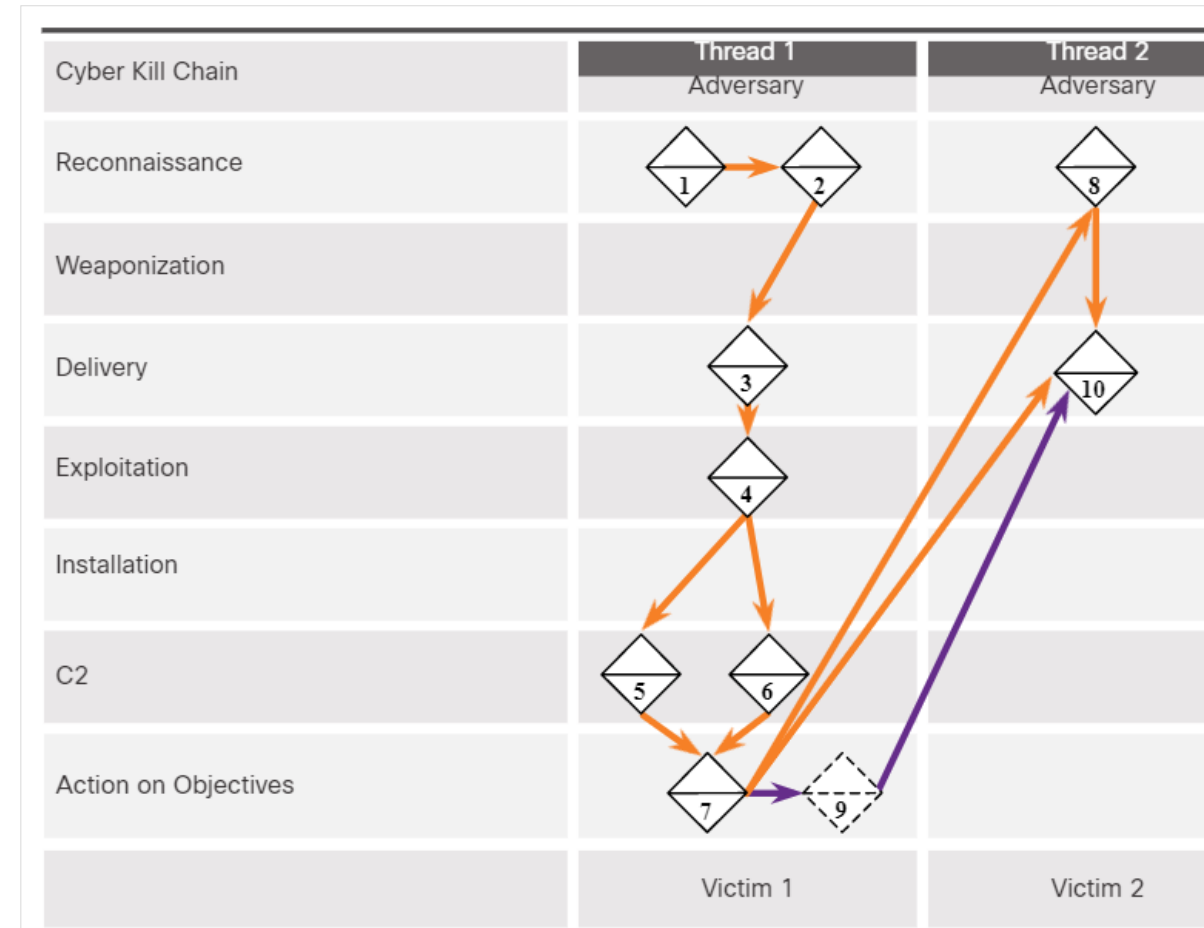 Cyber Kill Chain
Thread 1
Thread 2
Adversary
Adversary
Reconnaissance
1
2
8
Weaponization
Delivery
3
10
Exploitation
4
Installation
C2
5
6
Action on Objectives
7
9
Victim 1
Victim 2